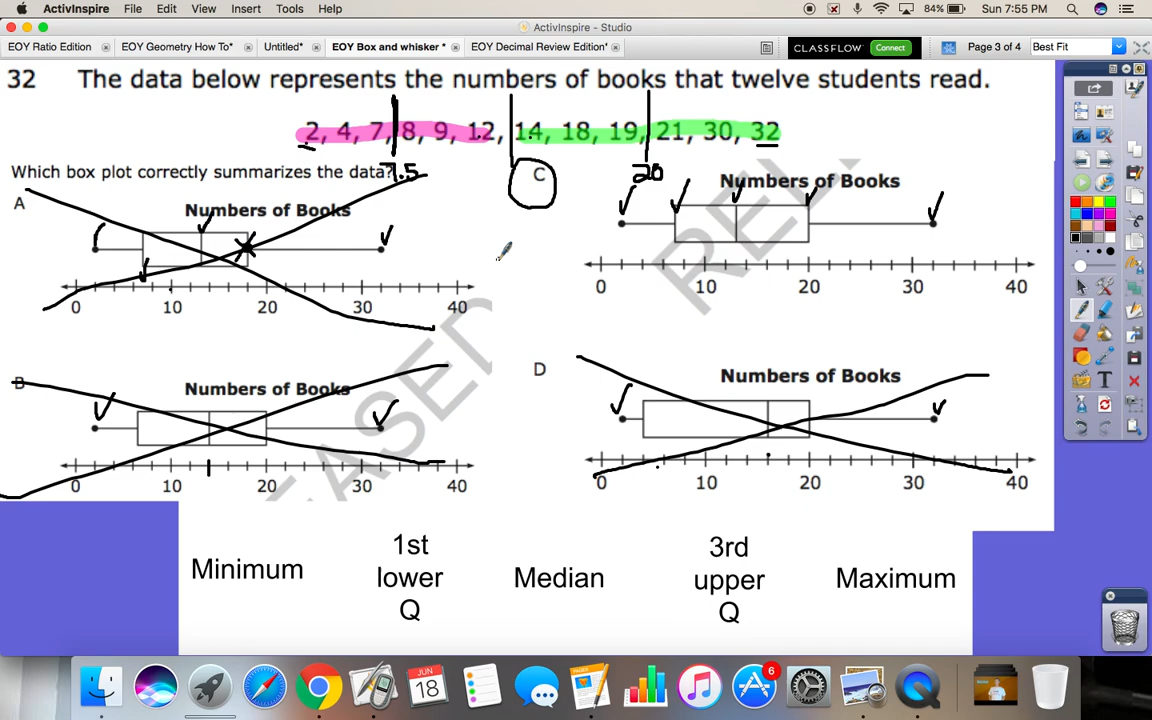 ActivInspire File Edit View Insert Tools Help 84% Sun 7:55 PM
ActivInspire - Studio
EOY Ratio Edition EOY Geometry How To* Untitled* EOY Box and whisker * EOY Decimal Review Edition* CLASSFLOW Connect Page 3 of 4 Best Fit
32 The data below represents the numbers of books that twelve students read.
2, 4, 7, 8, 9, 12, 14, 18, 19, 21, 30, 32
7.5 20
Which box plot correctly summarizes the data?
A
Numbers of Books
0 10 20 30 40
C
Numbers of Books
0 10 20 30 40
B
Numbers of Books
0 10 20 30 40
D
Numbers of Books
0 10 20 30 40
RELEASED
Minimum
1st
lower
Q
Median
3rd
upper
Q
Maximum
T
JUN
18
6